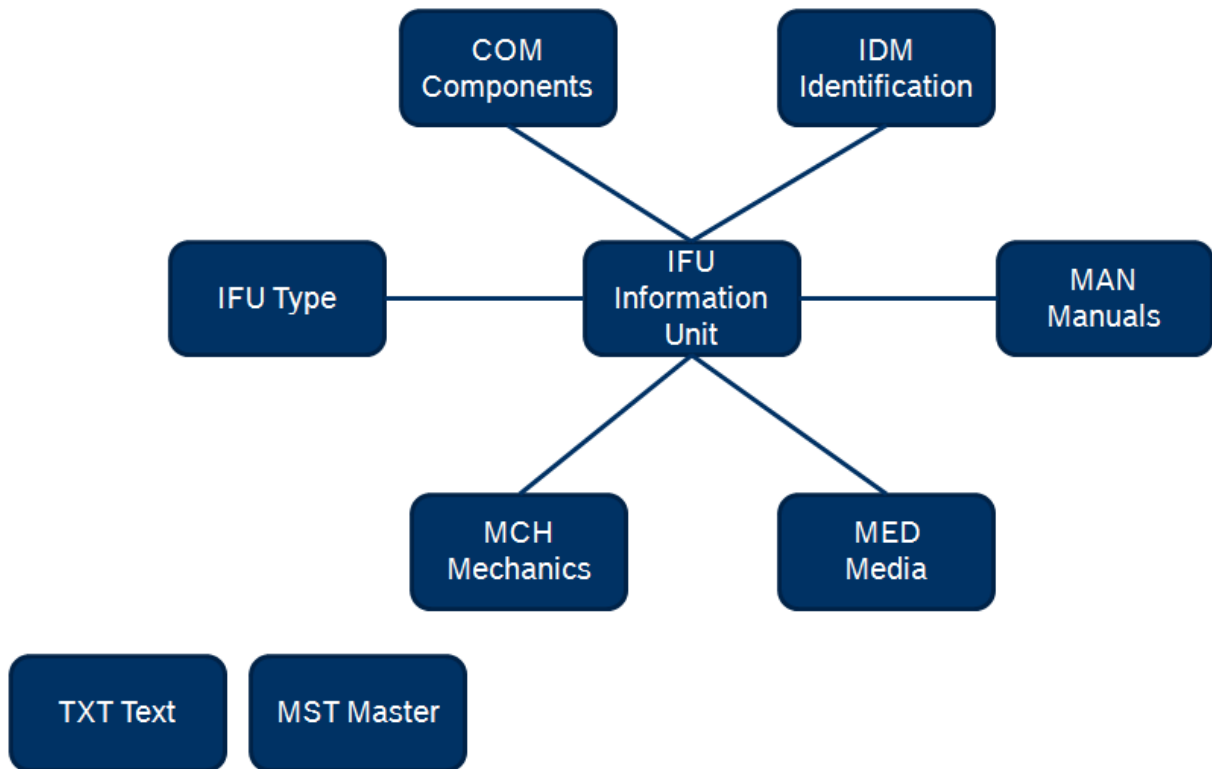 COM
Components
IDM
Identification
IFU Type
IFU
Information
Unit
MAN
Manuals
MCH
Mechanics
MED
Media
TXT Text
MST Master